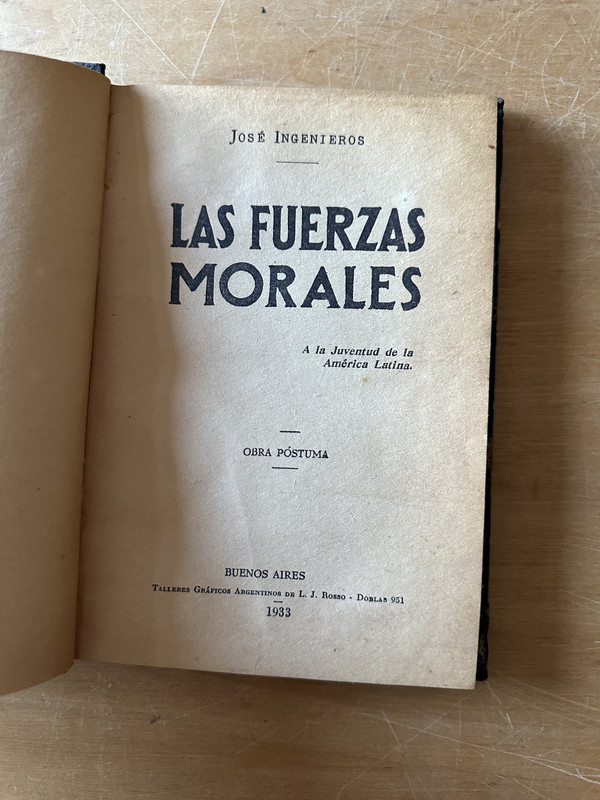 José Ingenieros
LAS FUERZAS
MORALES
A la Juventud de la
América Latina.
OBRA PÓSTUMA
BUENOS AIRES
Talleres Gráficos Argentinos de L. J. Rosso - Doblas 951
1933